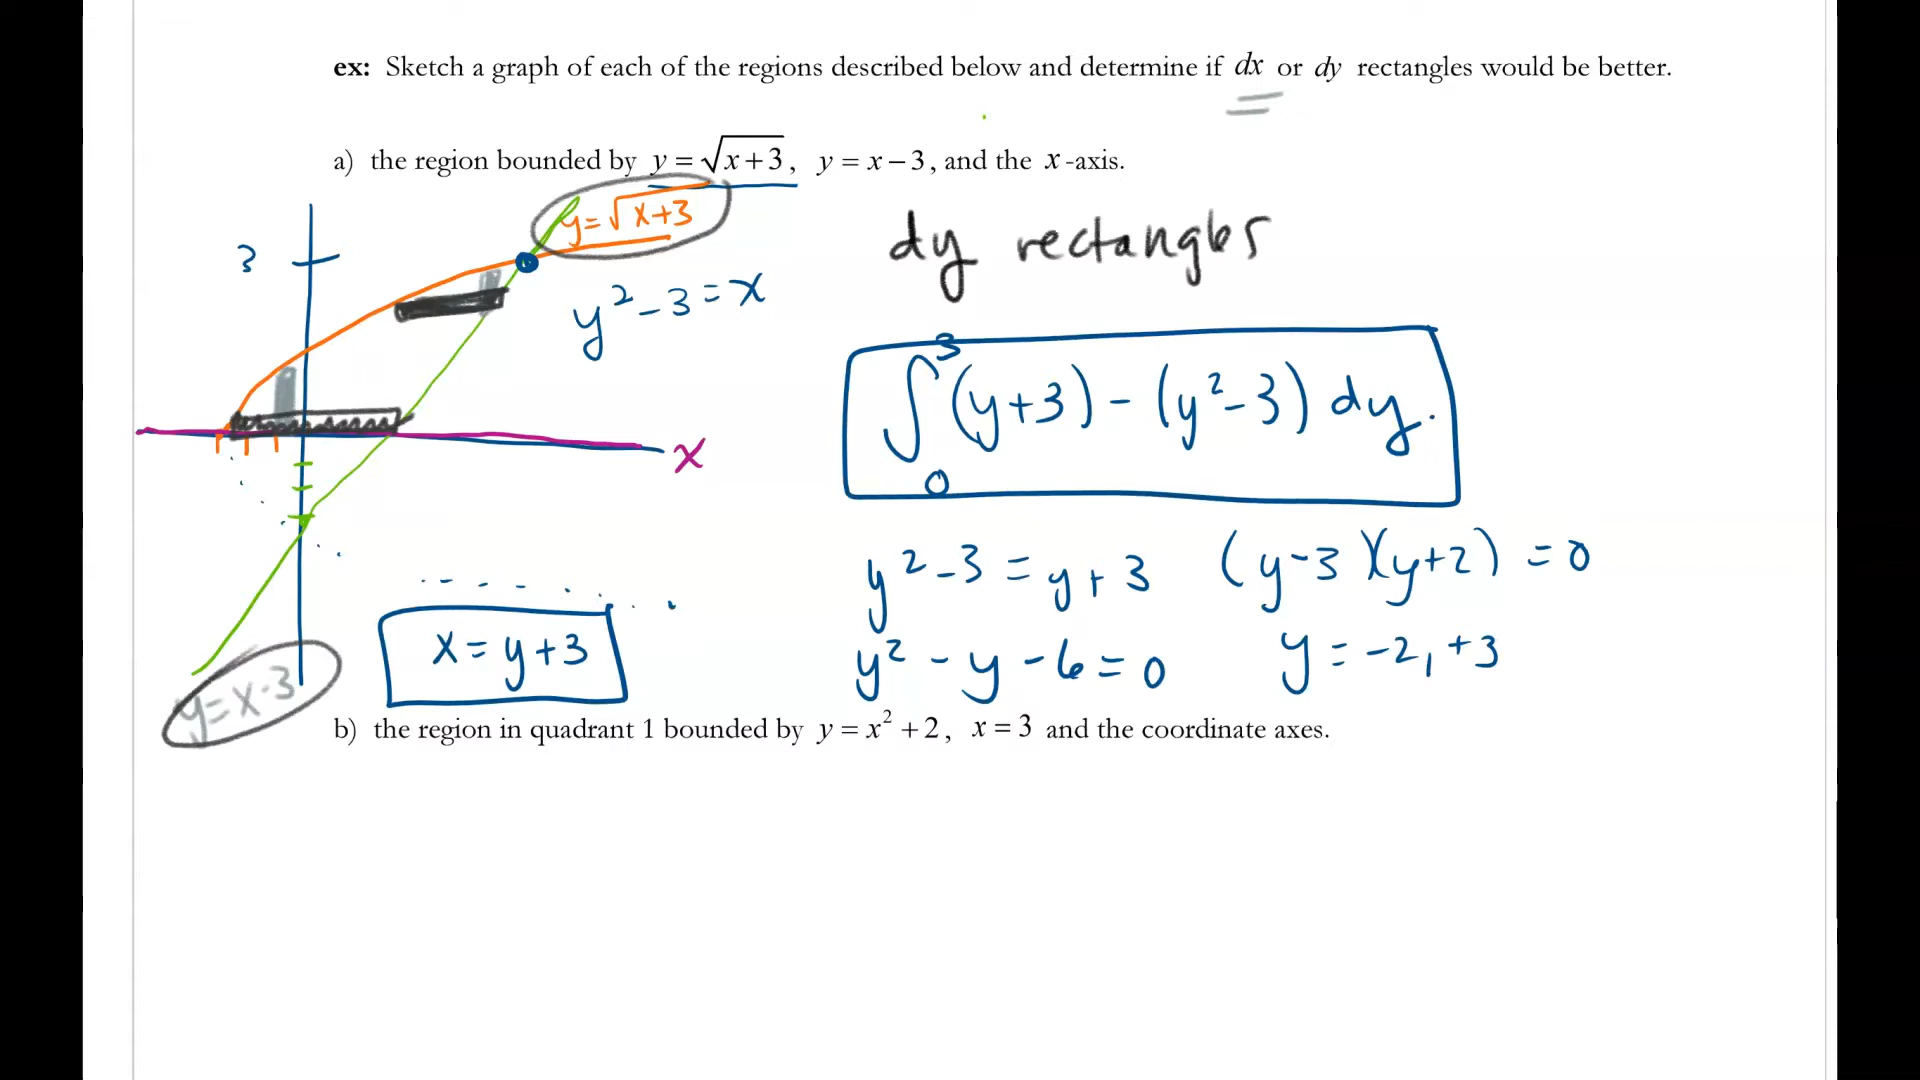 ex: Sketch a graph of each of the regions described below and determine if dx or dy rectangles would be better.
a) the region bounded by y = √x+3, y = x – 3, and the x -axis.
y = √x+3
3
dy rectangles
y² - 3 = x
∫₀³ (y+3) - (y²-3) dy.
x
y² - 3 = y + 3 (y-3)(y+2) = 0
x = y+3
y² - y - 6 = 0 y = -2, +3
y = x - 3
b) the region in quadrant 1 bounded by y = x² + 2, x = 3 and the coordinate axes.